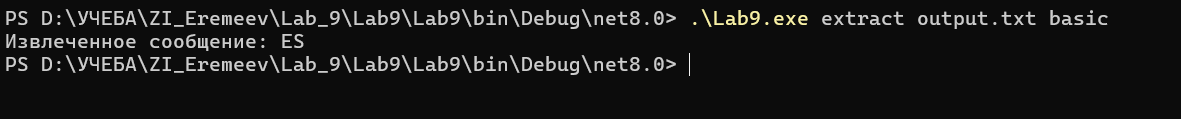 PS D:\УЧЕБА\ZI_Eremeev\Lab_9\Lab9\Lab9\bin\Debug\net8.0> .\Lab9.exe extract output.txt basic
Извлеченное сообщение: ES
PS D:\УЧЕБА\ZI_Eremeev\Lab_9\Lab9\Lab9\bin\Debug\net8.0>